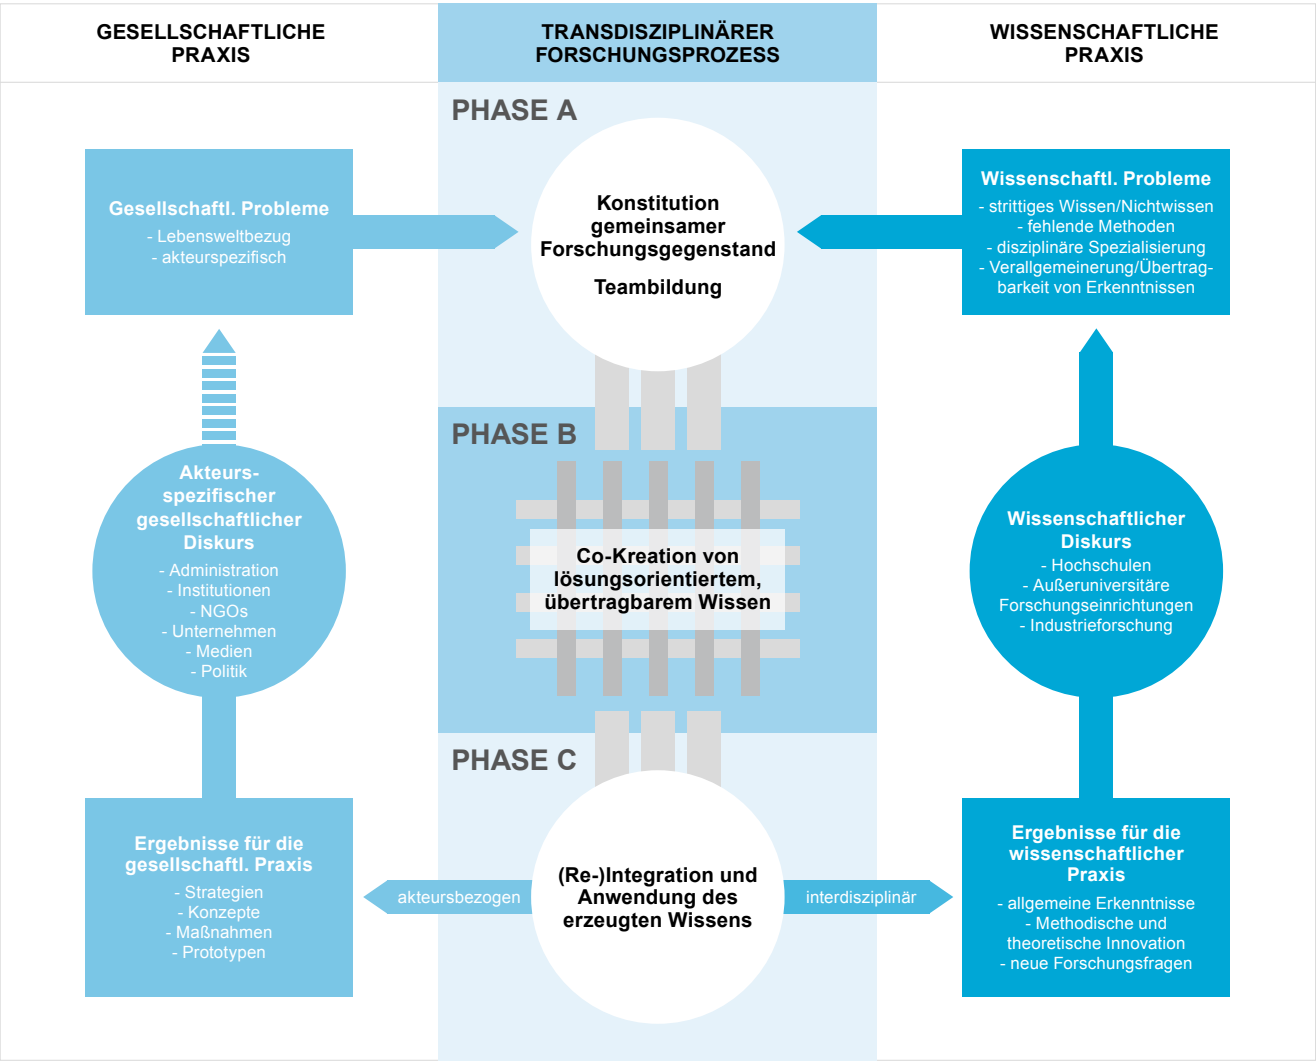 GESELLSCHAFTLICHE
PRAXIS
TRANSDISZIPLINÄRER
FORSCHUNGSPROZESS
WISSENSCHAFTLICHE
PRAXIS
PHASE A
Gesellschaftl. Probleme
- Lebensweltbezug
- akteurspezifisch
Konstitution
gemeinsamer
Forschungsgegenstand
Teambildung
Wissenschaftl. Probleme
- strittiges Wissen/Nichtwissen
- fehlende Methoden
- disziplinäre Spezialisierung
- Verallgemeinerung/Übertrag-
barkeit von Erkenntnissen
PHASE B
Akteurs-
spezifischer
gesellschaftlicher
Diskurs
- Administration
- Institutionen
- NGOs
- Unternehmen
- Medien
- Politik
Co-Kreation von
lösungsorientiertem,
übertragbarem Wissen
Wissenschaftlicher
Diskurs
- Hochschulen
- Außeruniversitäre
Forschungseinrichtungen
- Industrieforschung
PHASE C
Ergebnisse für die
gesellschaftl. Praxis
- Strategien
- Konzepte
- Maßnahmen
- Prototypen
akteursbezogen
(Re-)Integration und
Anwendung des
erzeugten Wissens
interdisziplinär
Ergebnisse für die
wissenschaftlicher
Praxis
- allgemeine Erkenntnisse
- Methodische und
theoretische Innovation
- neue Forschungsfragen